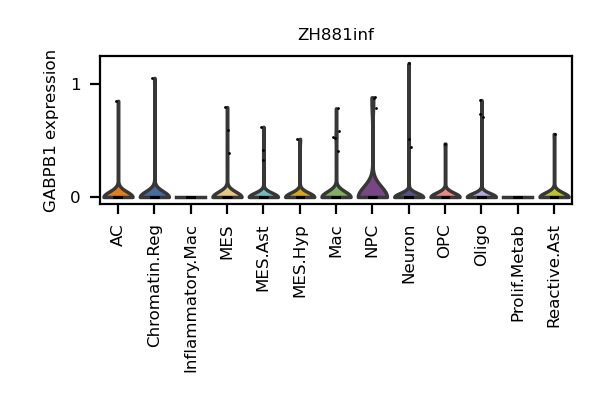 ZH881inf
GABPB1 expression
1
0
AC
Chromatin.Reg
Inflammatory.Mac
MES
MES.Ast
MES.Hyp
Mac
NPC
Neuron
OPC
Oligo
Prolif.Metab
Reactive.Ast